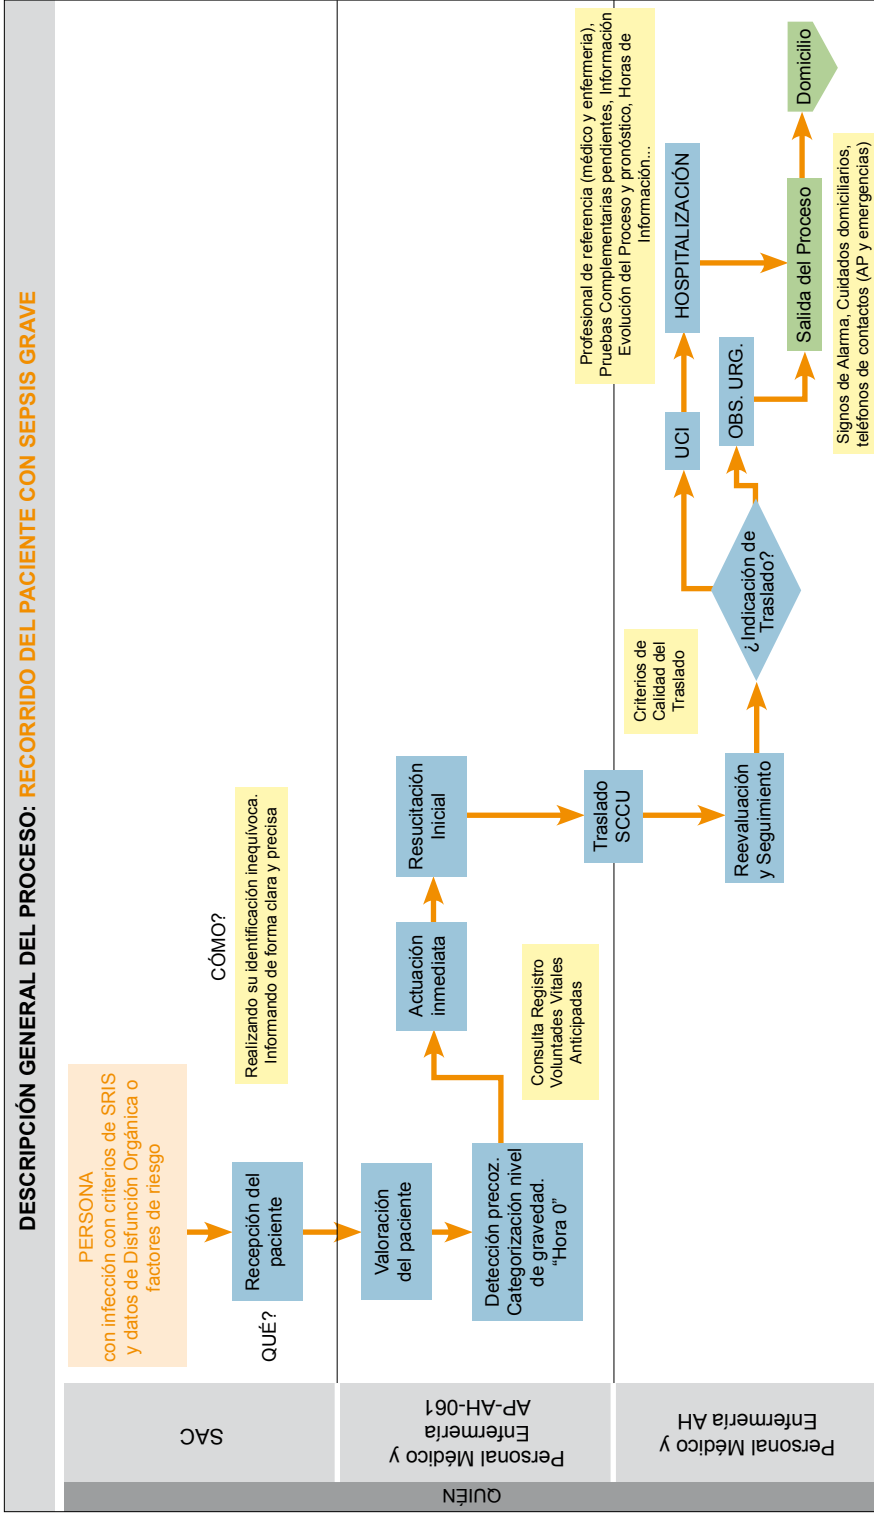 DESCRIPCIÓN GENERAL DEL PROCESO: RECORRIDO DEL PACIENTE CON SEPSIS GRAVE
QUIÉN
SAC
PERSONA
con infección con criterios de SRIS
y datos de Disfunción Orgánica o
factores de riesgo
QUÉ?
Recepción del
paciente
CÓMO?
Realizando su identificación inequívoca.
Informando de forma clara y precisa
Personal Médico y
Enfermería
AP-AH-061
Valoración
del paciente
Detección precoz.
Categorización nivel
de gravedad.
“Hora 0”
Actuación
inmediata
Resucitación
Inicial
Consulta Registro
Voluntades Vitales
Anticipadas
Traslado
SCCU
Personal Médico y
Enfermería AH
Reevaluación
y Seguimiento
Criterios de
Calidad del
Traslado
¿Indicación de
Traslado?
UCI
OBS. URG.
HOSPITALIZACIÓN
Profesional de referencia (médico y enfermería),
Pruebas Complementarias pendientes, Información
Evolución del Proceso y pronóstico, Horas de
Información...
Salida del Proceso
Domicilio
Signos de Alarma, Cuidados domiciliarios,
teléfonos de contactos (AP y emergencias)